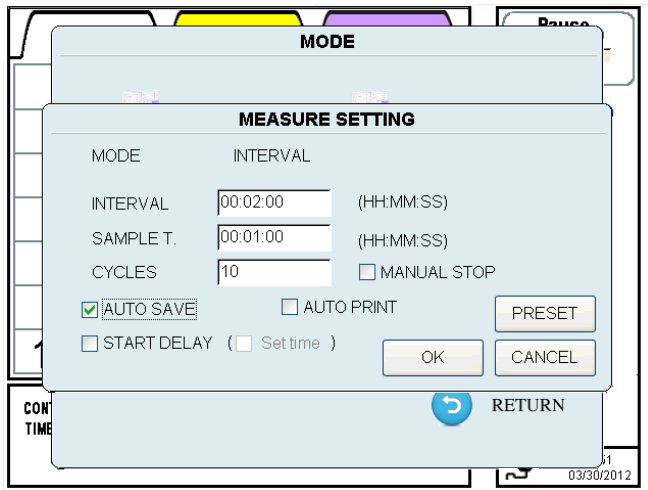 Pause
MODE
MEASURE SETTING
MODE INTERVAL
INTERVAL 00:02:00 (HH:MM:SS)
SAMPLE T. 00:01:00 (HH:MM:SS)
CYCLES 10 MANUAL STOP
AUTO SAVE AUTO PRINT PRESET
START DELAY ( Set time )
OK CANCEL
RETURN
CON
TIME
51
03/30/2012